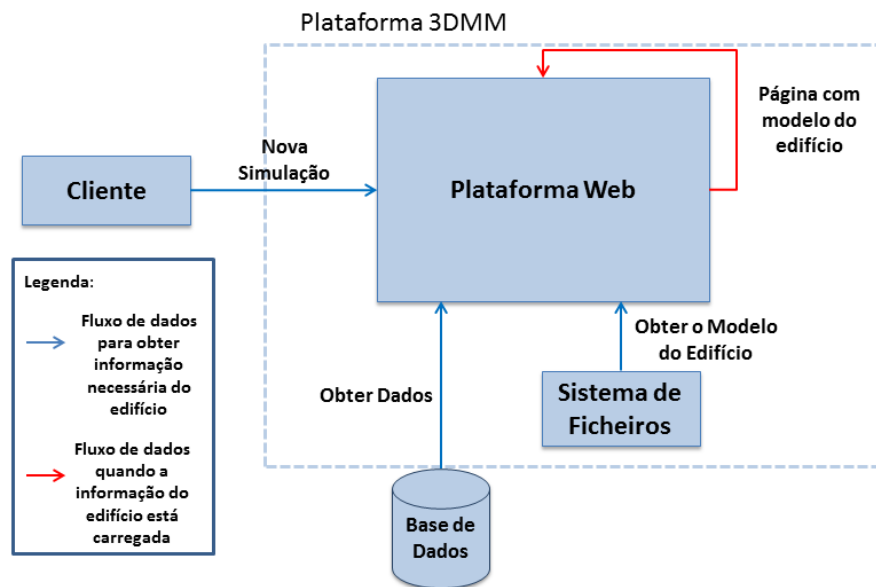 Plataforma 3DMM
Página com
modelo do
edifício
Nova
Simulação
Cliente
Plataforma Web
Legenda:
Fluxo de dados
para obter
informação
necessária do
edifício
Fluxo de dados
quando a
informação do
edifício está
carregada
Obter o Modelo
do Edifício
Obter Dados
Sistema de
Ficheiros
Base de
Dados